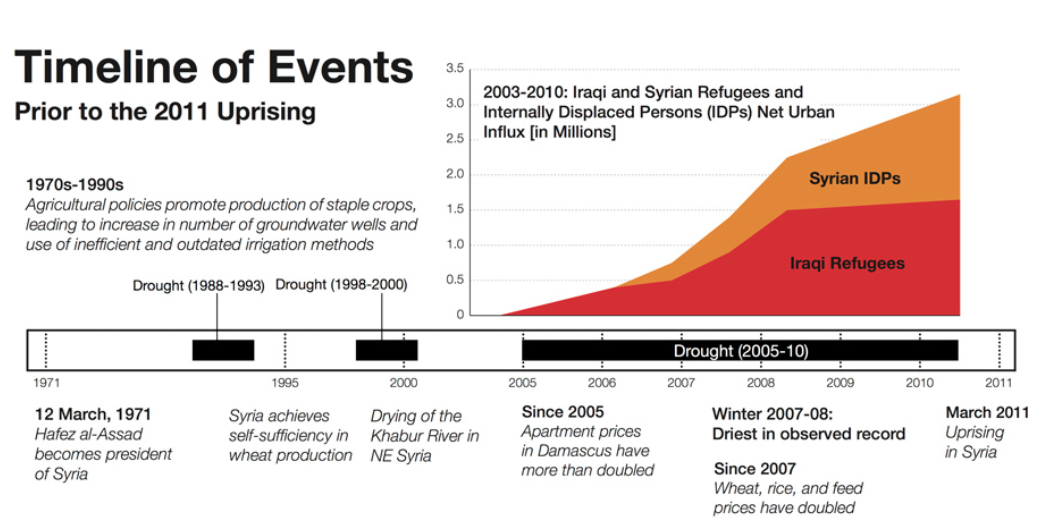 Timeline of Events
Prior to the 2011 Uprising
1970s-1990s
Agricultural policies promote production of staple crops,
leading to increase in number of groundwater wells and
use of inefficient and outdated irrigation methods
3.5
3.0
2.5
2.0
1.5
1.0
0.5
0
2003-2010: Iraqi and Syrian Refugees and
Internally Displaced Persons (IDPs) Net Urban
Influx [in Millions]
Syrian IDPs
Iraqi Refugees
Drought (1988-1993)
Drought (1998-2000)
Drought (2005-10)
1971
1995
2000
2005
2006
2007
2008
2009
2010
2011
12 March, 1971
Hafez al-Assad
becomes president
of Syria
Syria achieves
self-sufficiency in
wheat production
Drying of the
Khabur River in
NE Syria
Since 2005
Apartment prices
in Damascus have
more than doubled
Winter 2007-08:
Driest in observed record
Since 2007
Wheat, rice, and feed
prices have doubled
March 2011
Uprising
in Syria